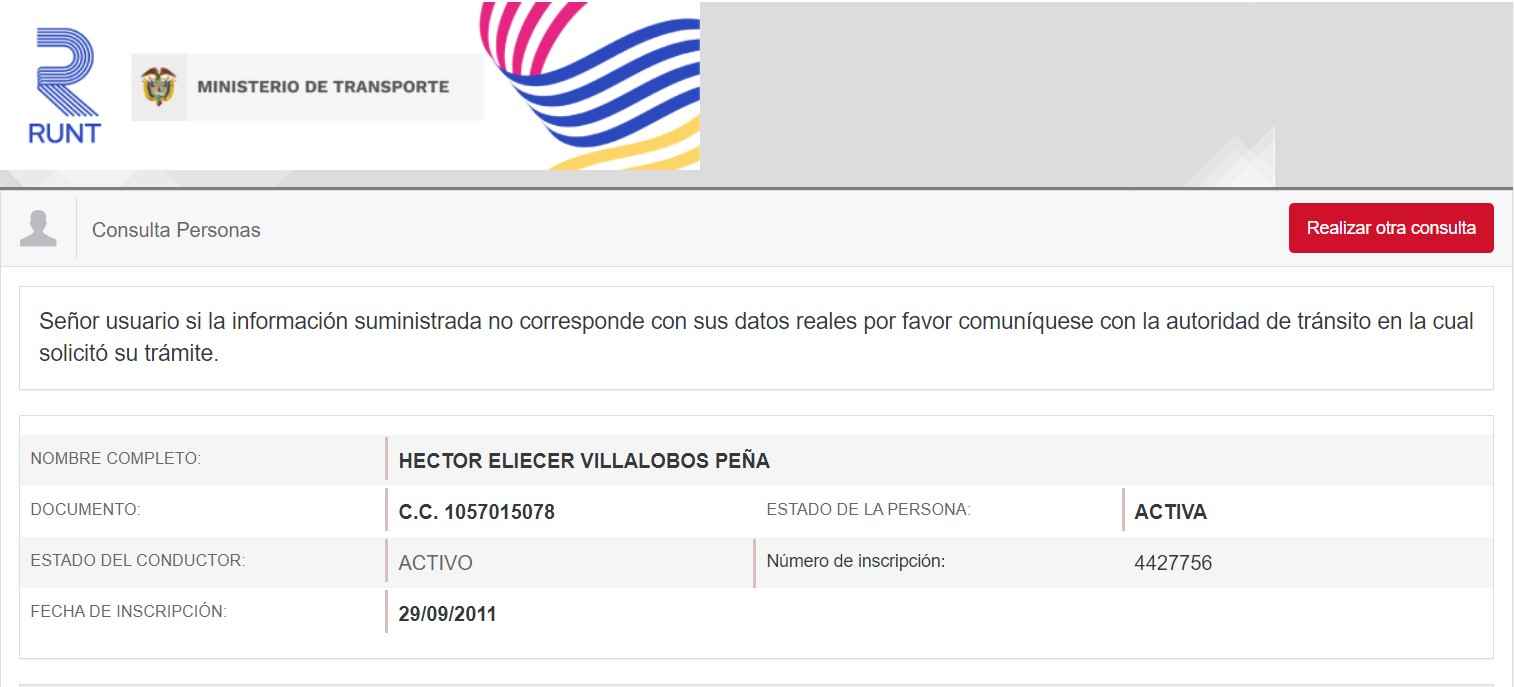 RUNT
MINISTERIO DE TRANSPORTE
Consulta Personas
Realizar otra consulta
Señor usuario si la información suministrada no corresponde con sus datos reales por favor comuníquese con la autoridad de tránsito en la cual
solicitó su trámite.
NOMBRE COMPLETO: HECTOR ELIECER VILLALOBOS PEÑA
DOCUMENTO: C.C. 1057015078 ESTADO DE LA PERSONA: ACTIVA
ESTADO DEL CONDUCTOR: ACTIVO Número de inscripción: 4427756
FECHA DE INSCRIPCIÓN: 29/09/2011